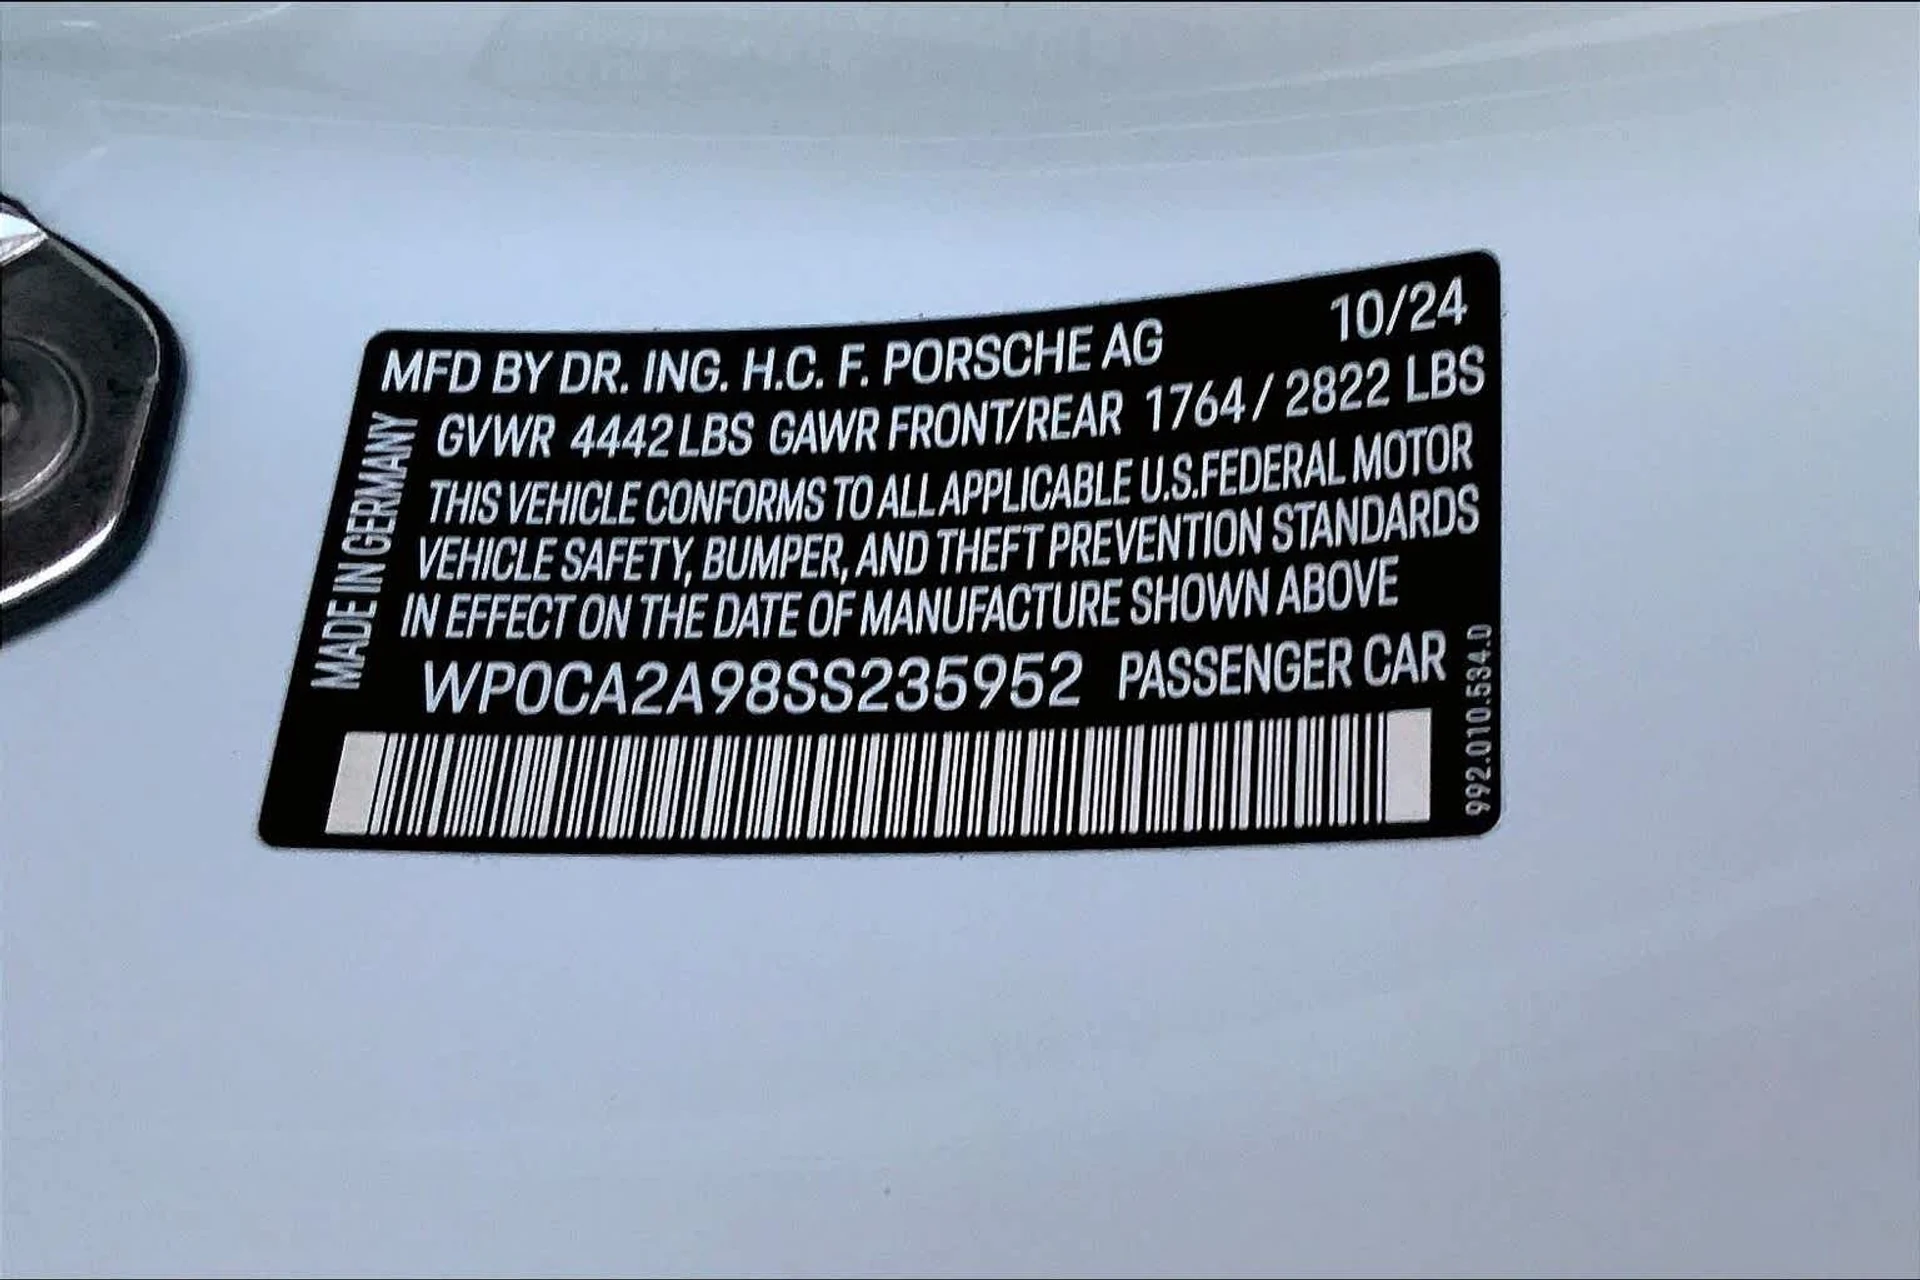 MFD BY DR. ING. H.C. F. PORSCHE AG 10/24
GVWR 4442 LBS GAWR FRONT/REAR 1764 / 2822 LBS
THIS VEHICLE CONFORMS TO ALL APPLICABLE U.S.FEDERAL MOTOR
VEHICLE SAFETY, BUMPER, AND THEFT PREVENTION STANDARDS
IN EFFECT ON THE DATE OF MANUFACTURE SHOWN ABOVE
WP0CA2A98SS235952 PASSENGER CAR
MADE IN GERMANY
992.010.534.D